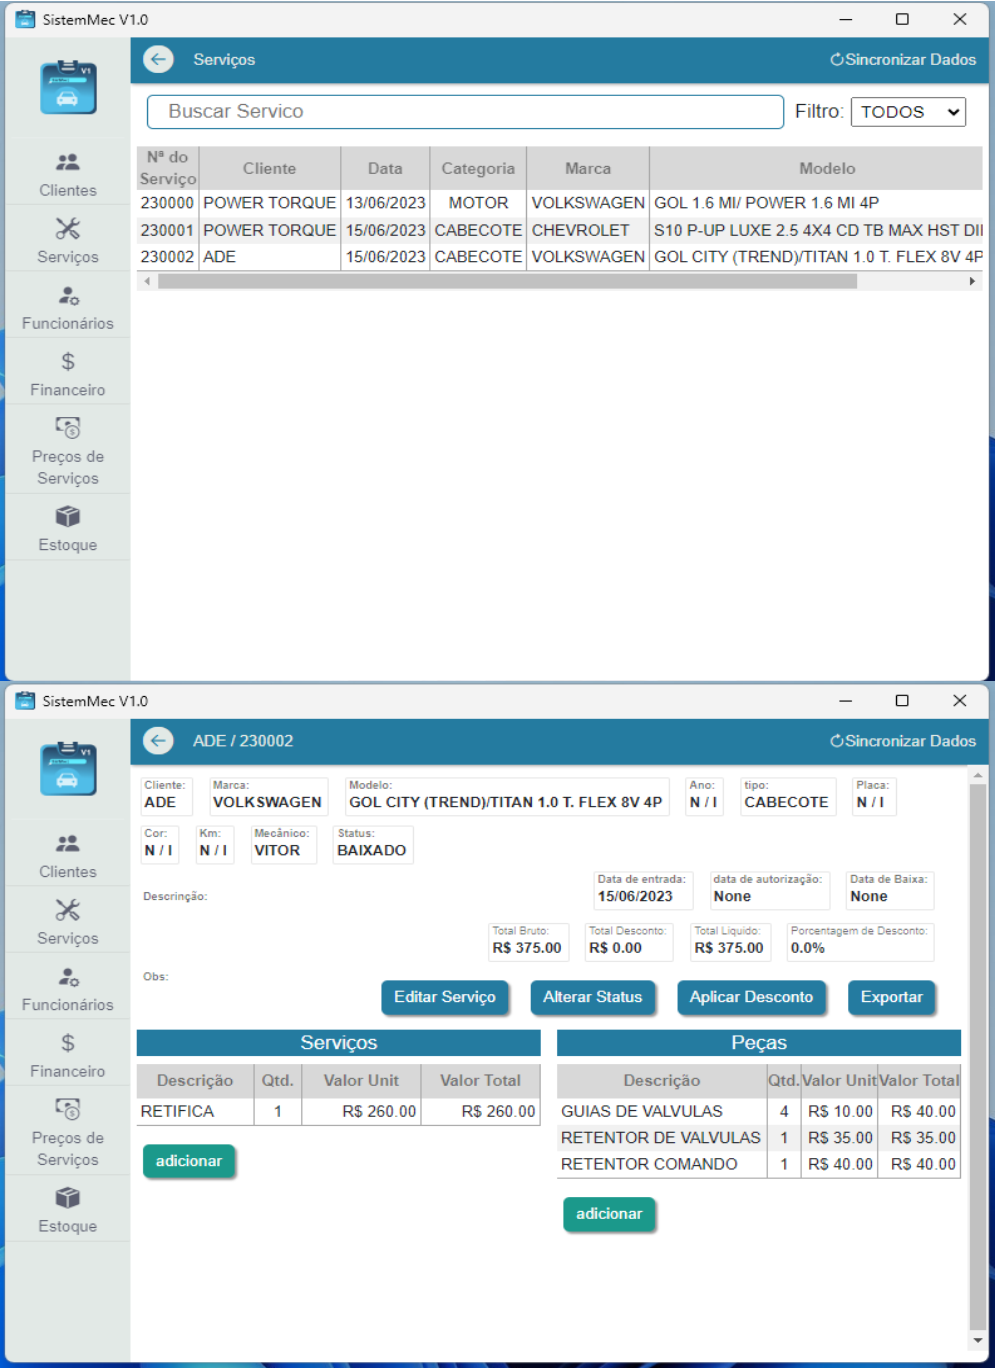 SistemMec V1.0
V1
Serviços
Sincronizar Dados
Buscar Servico
Filtro: TODOS
Clientes
Serviços
Funcionários
Financeiro
Preços de
Serviços
Estoque
Nª do Serviço Cliente Data Categoria Marca Modelo
230000 POWER TORQUE 13/06/2023 MOTOR VOLKSWAGEN GOL 1.6 MI/ POWER 1.6 MI 4P
230001 POWER TORQUE 15/06/2023 CABECOTE CHEVROLET S10 P-UP LUXE 2.5 4X4 CD TB MAX HST DI
230002 ADE 15/06/2023 CABECOTE VOLKSWAGEN GOL CITY (TREND)/TITAN 1.0 T. FLEX 8V 4P
SistemMec V1.0
V1
ADE / 230002
Sincronizar Dados
Clientes
Serviços
Funcionários
Financeiro
Preços de
Serviços
Estoque
Cliente: Marca: Modelo: Ano: tipo: Placa:
ADE VOLKSWAGEN GOL CITY (TREND)/TITAN 1.0 T. FLEX 8V 4P N / I CABECOTE N / I
Cor: Km: Mecânico: Status:
N / I N / I VITOR BAIXADO
Descrinção:
Data de entrada: data de autorização: Data de Baixa:
15/06/2023 None None
Total Bruto: Total Desconto: Total Liquido: Porcentagem de Desconto:
R$ 375.00 R$ 0.00 R$ 375.00 0.0%
Obs:
Editar Serviço Alterar Status Aplicar Desconto Exportar
Serviços
Descrição Qtd. Valor Unit Valor Total
RETIFICA 1 R$ 260.00 R$ 260.00
adicionar
Peças
Descrição Qtd. Valor Unit Valor Total
GUIAS DE VALVULAS 4 R$ 10.00 R$ 40.00
RETENTOR DE VALVULAS 1 R$ 35.00 R$ 35.00
RETENTOR COMANDO 1 R$ 40.00 R$ 40.00
adicionar